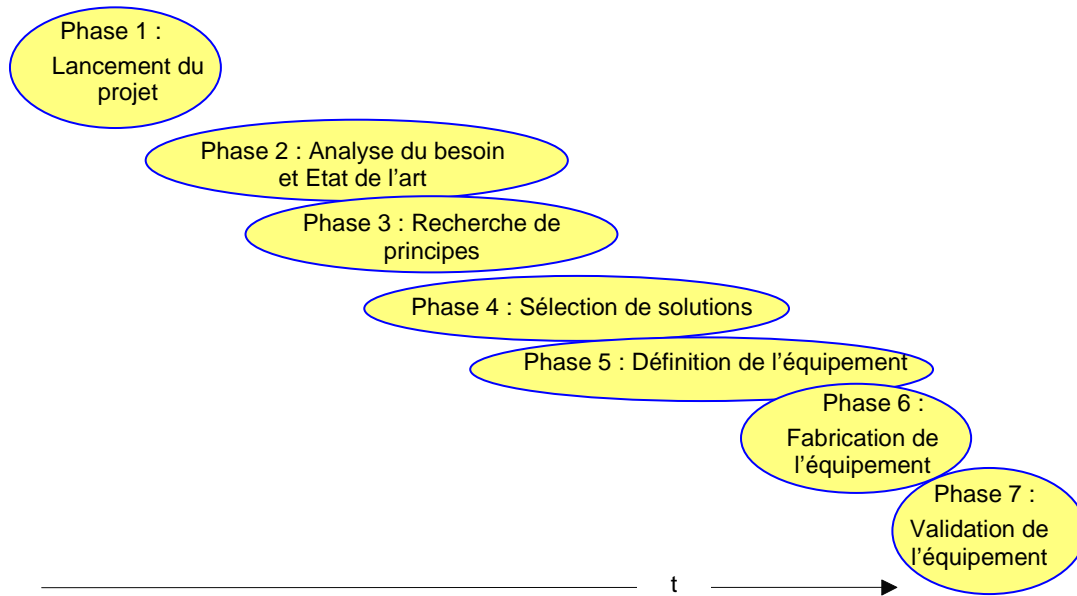 Phase 1 :
Lancement du
projet
Phase 2 : Analyse du besoin
et Etat de l’art
Phase 3 : Recherche de
principes
Phase 4 : Sélection de solutions
Phase 5 : Définition de l’équipement
Phase 6 :
Fabrication de
l’équipement
Phase 7 :
Validation de
l’équipement
t